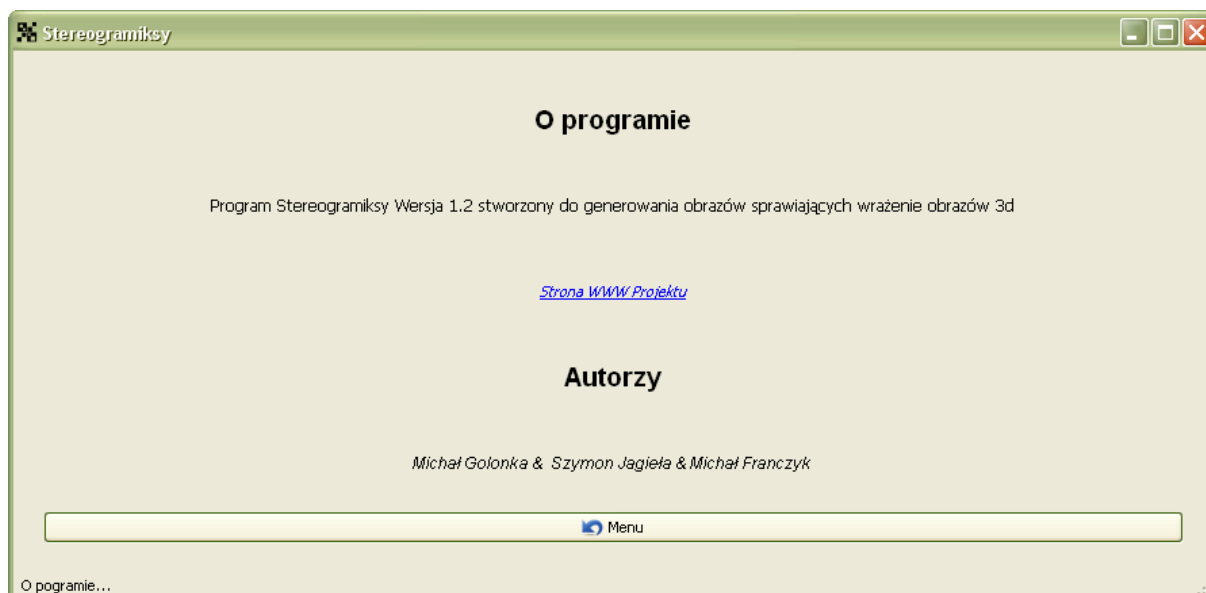 Stereogramiksy
O programie
Program Stereogramiksy Wersja 1.2 stworzony do generowania obrazów sprawiających wrażenie obrazów 3d
Strona WWW Projektu
Autorzy
Michał Golonka & Szymon Jagieła & Michał Franczyk
Menu
O pogramie...